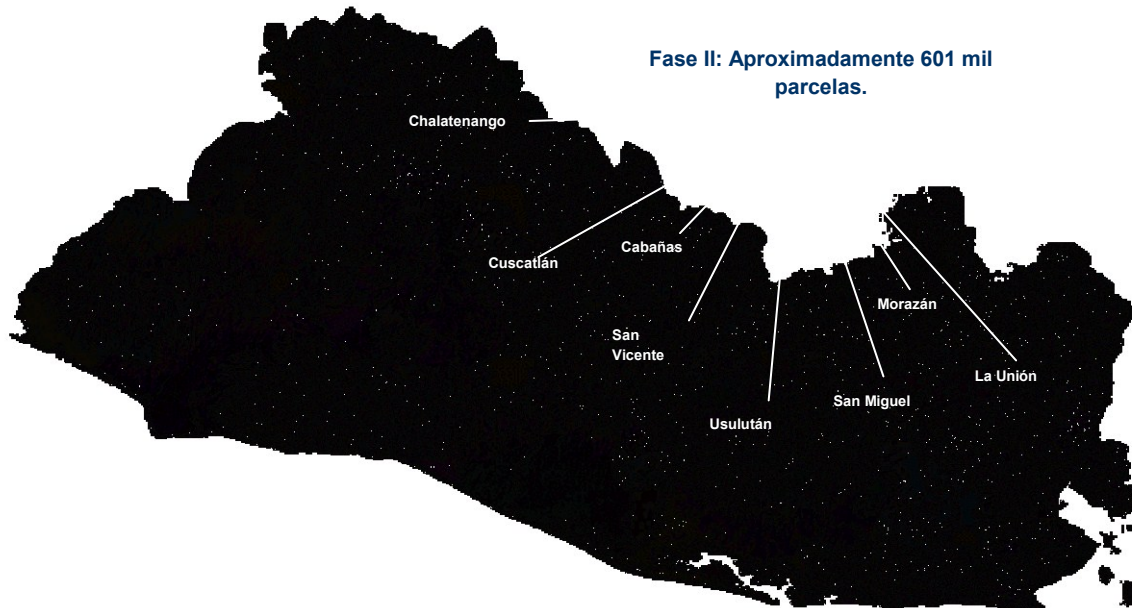 Fase II: Aproximadamente 601 mil
parcelas.
Chalatenango
Cuscatlán
Cabañas
San
Vicente
Usulután
San Miguel
Morazán
La Unión